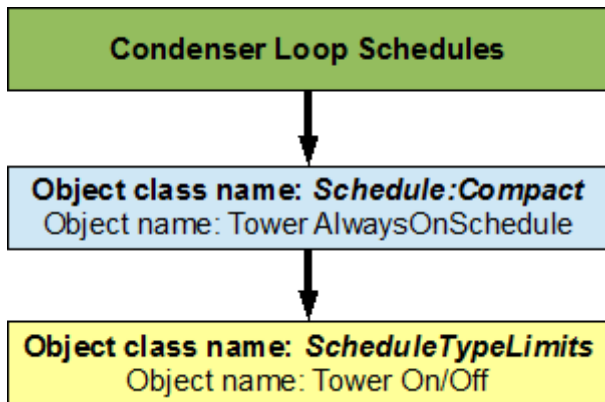 Condenser Loop Schedules
Object class name: Schedule:Compact
Object name: Tower AlwaysOnSchedule
Object class name: ScheduleTypeLimits
Object name: Tower On/Off